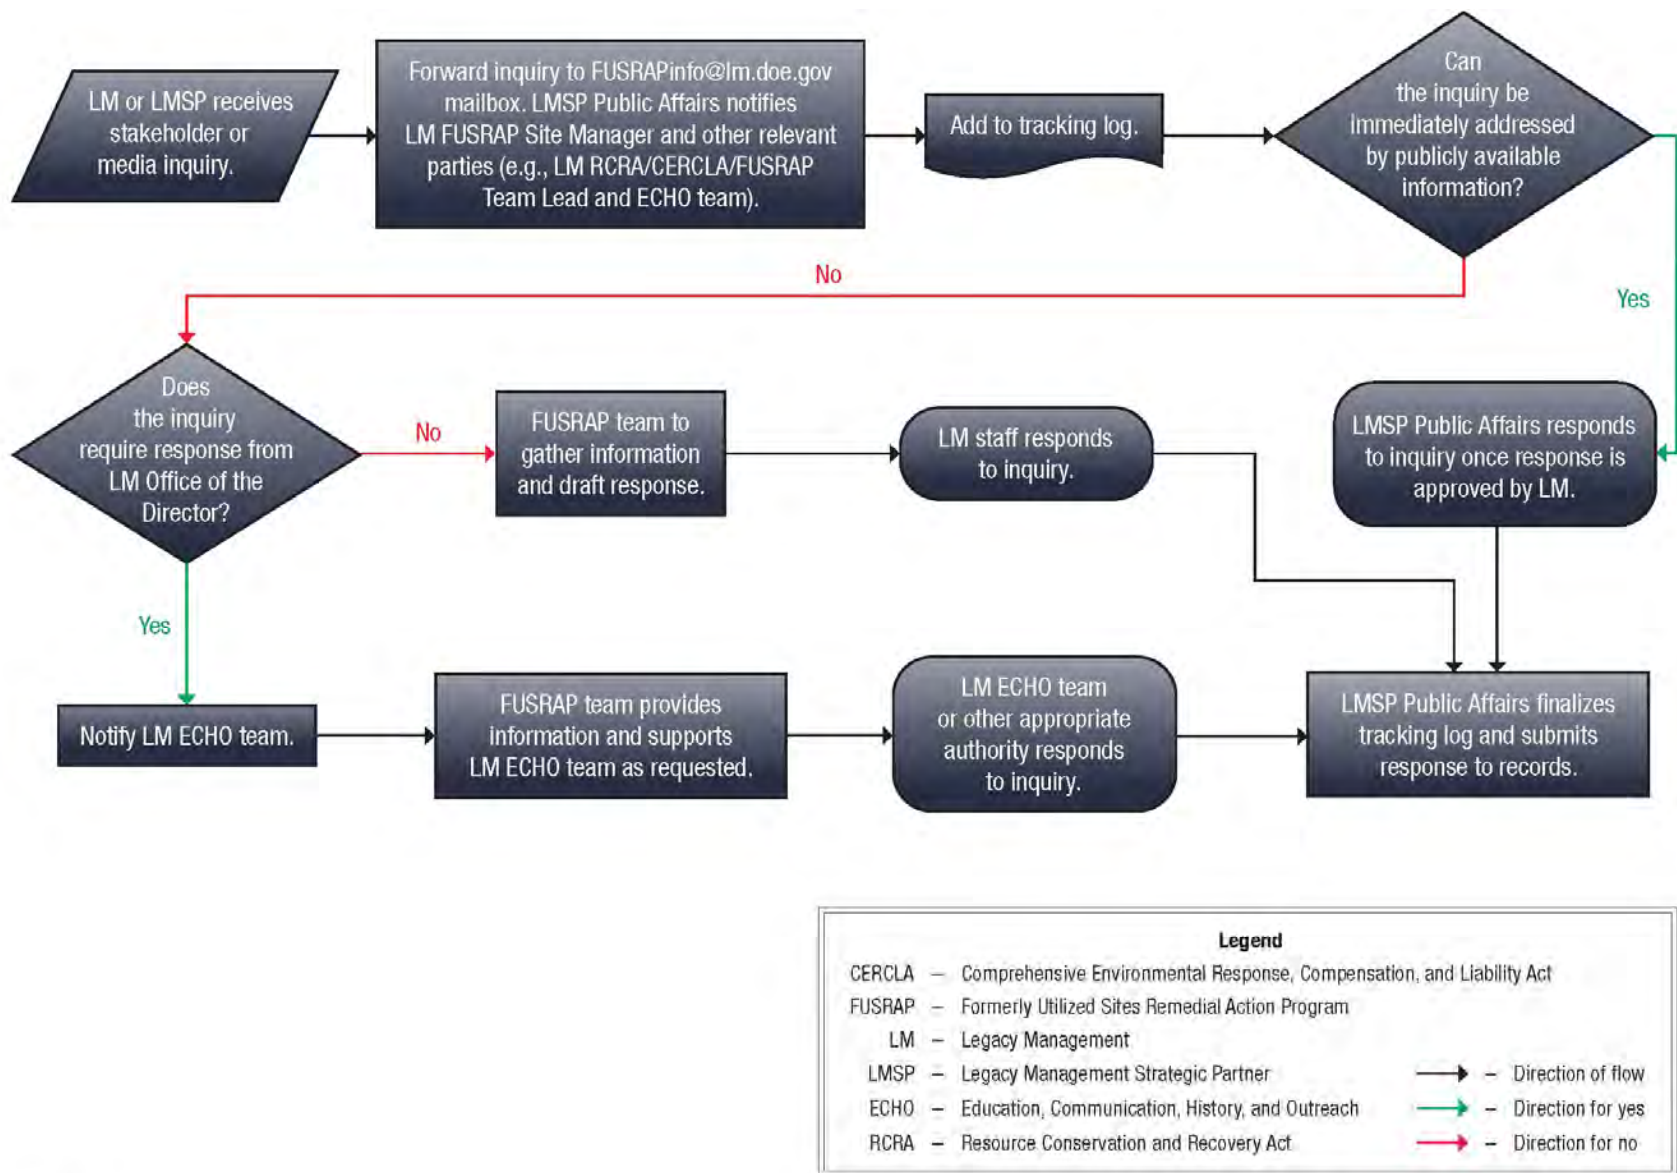 LM or LMSP receives
stakeholder or
media inquiry.
Forward inquiry to FUSRAPinfo@lm.doe.gov
mailbox. LMSP Public Affairs notifies
LM FUSRAP Site Manager and other relevant
parties (e.g., LM RCRA/CERCLA/FUSRAP
Team Lead and ECHO team).
Add to tracking log.
Can
the inquiry be
immediately addressed
by publicly available
information?
No
Yes
Does
the inquiry
require response from
LM Office of the
Director?
No
FUSRAP team to
gather information
and draft response.
LM staff responds
to inquiry.
LMSP Public Affairs responds
to inquiry once response is
approved by LM.
Yes
Notify LM ECHO team.
FUSRAP team provides
information and supports
LM ECHO team as requested.
LM ECHO team
or other appropriate
authority responds
to inquiry.
LMSP Public Affairs finalizes
tracking log and submits
response to records.
Legend
CERCLA – Comprehensive Environmental Response, Compensation, and Liability Act
FUSRAP – Formerly Utilized Sites Remedial Action Program
LM – Legacy Management
LMSP – Legacy Management Strategic Partner
– Direction of flow
ECHO – Education, Communication, History, and Outreach
– Direction for yes
RCRA – Resource Conservation and Recovery Act
– Direction for no